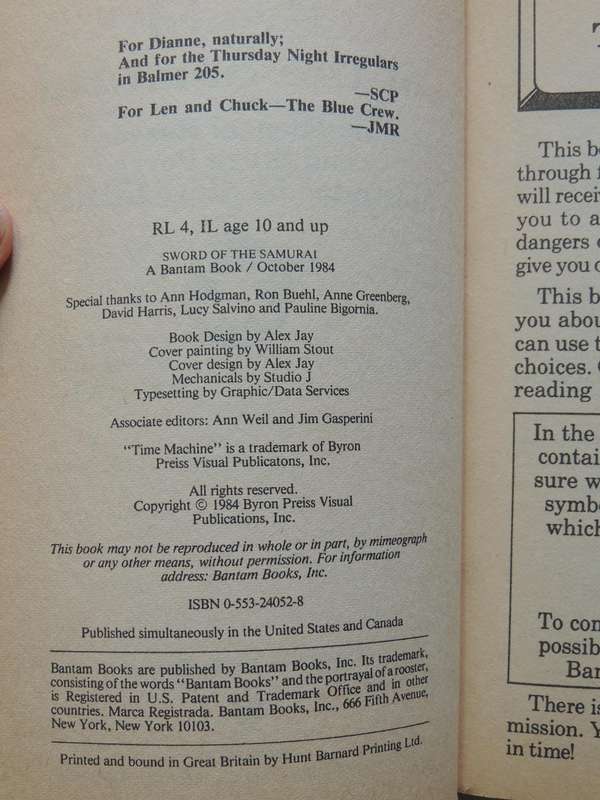 For Dianne, naturally;
And for the Thursday Night Irregulars
in Balmer 205.
—SCP
For Len and Chuck—The Blue Crew.
—JMR
RL 4, IL age 10 and up
SWORD OF THE SAMURAI
A Bantam Book / October 1984
Special thanks to Ann Hodgman, Ron Buehl, Anne Greenberg,
David Harris, Lucy Salvino and Pauline Bigornia.
Book Design by Alex Jay
Cover painting by William Stout
Cover design by Alex Jay
Mechanicals by Studio J
Typesetting by Graphic/Data Services
Associate editors: Ann Weil and Jim Gasperini
"Time Machine" is a trademark of Byron
Preiss Visual Publicatons, Inc.
All rights reserved.
Copyright © 1984 Byron Preiss Visual
Publications, Inc.
This book may not be reproduced in whole or in part, by mimeograph
or any other means, without permission. For information
address: Bantam Books, Inc.
ISBN 0-553-24052-8
Published simultaneously in the United States and Canada
Bantam Books are published by Bantam Books, Inc. Its trademark,
consisting of the words "Bantam Books" and the portrayal of a rooster,
is Registered in U.S. Patent and Trademark Office and in other
countries. Marca Registrada. Bantam Books, Inc., 666 Fifth Avenue,
New York, New York 10103.
Printed and bound in Great Britain by Hunt Barnard Printing Ltd.
This
through
will
you to
dangers
give you
This
you
can use
choices.
reading
In the
sure
which
To
There
mission.
in time!